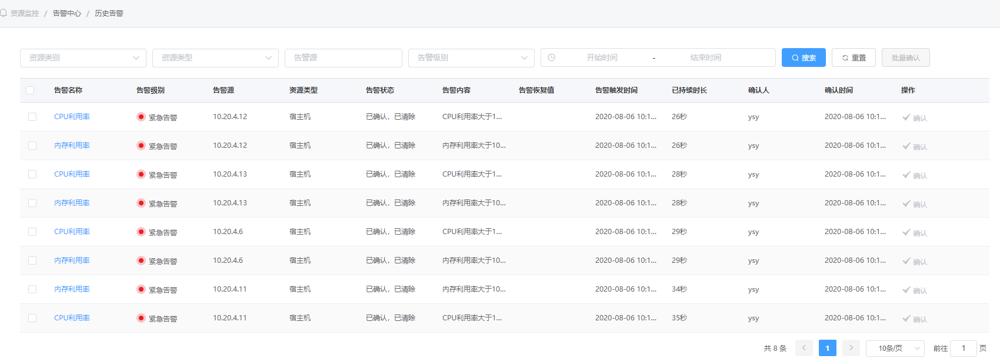 资源监控 / 告警中心 / 历史告警
资源类别 资源类型 告警源 告警级别 开始时间 - 结束时间 搜索 重置 批量确认
告警名称 告警级别 告警源 资源类型 告警状态 告警内容 告警恢复值 告警触发时间 已持续时长 确认人 确认时间 操作
CPU利用率 紧急告警 10.20.4.12 宿主机 已确认，已清除 CPU利用率大于1... 2020-08-06 10:1... 26秒 ysy 2020-08-06 10:1... 确认
内存利用率 紧急告警 10.20.4.12 宿主机 已确认，已清除 内存利用率大于10... 2020-08-06 10:1... 26秒 ysy 2020-08-06 10:1... 确认
CPU利用率 紧急告警 10.20.4.13 宿主机 已确认，已清除 CPU利用率大于1... 2020-08-06 10:1... 28秒 ysy 2020-08-06 10:1... 确认
内存利用率 紧急告警 10.20.4.13 宿主机 已确认，已清除 内存利用率大于10... 2020-08-06 10:1... 28秒 ysy 2020-08-06 10:1... 确认
CPU利用率 紧急告警 10.20.4.6 宿主机 已确认，已清除 CPU利用率大于1... 2020-08-06 10:1... 29秒 ysy 2020-08-06 10:1... 确认
内存利用率 紧急告警 10.20.4.6 宿主机 已确认，已清除 内存利用率大于10... 2020-08-06 10:1... 29秒 ysy 2020-08-06 10:1... 确认
内存利用率 紧急告警 10.20.4.11 宿主机 已确认，已清除 内存利用率大于10... 2020-08-06 10:1... 34秒 ysy 2020-08-06 10:1... 确认
CPU利用率 紧急告警 10.20.4.11 宿主机 已确认，已清除 CPU利用率大于1... 2020-08-06 10:1... 35秒 ysy 2020-08-06 10:1... 确认
共 8 条 1 10条/页 前往 1 页